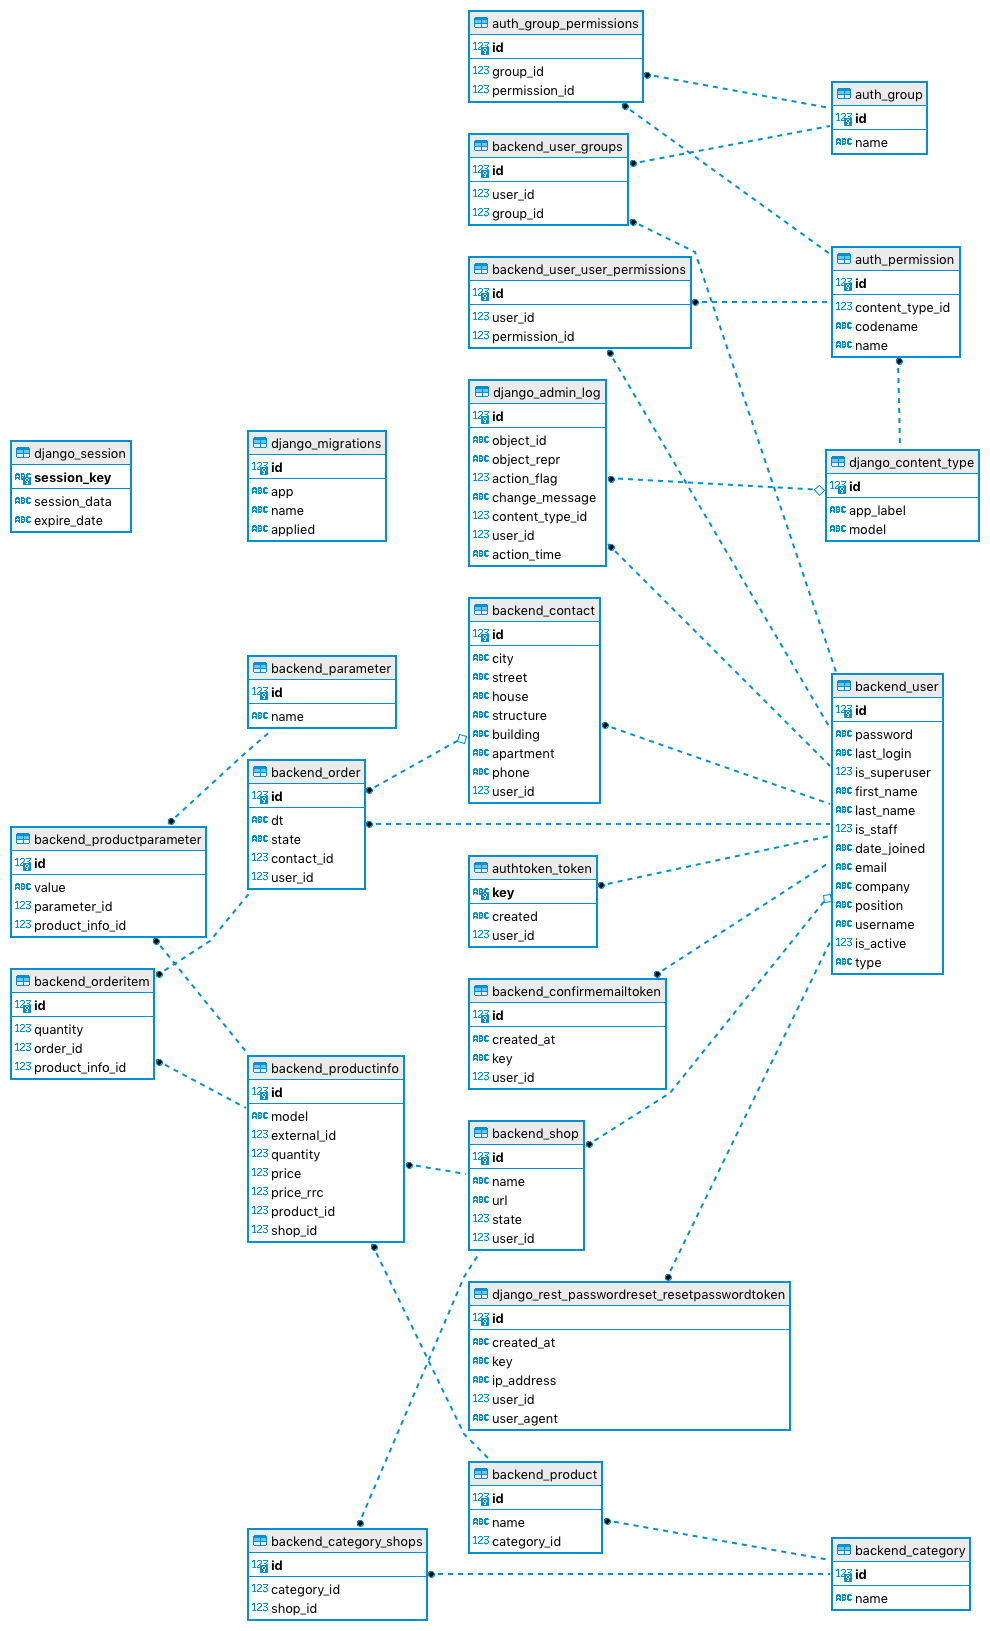 auth_group_permissions
123 id
123 group_id
123 permission_id
auth_group
123 id
ABC name
backend_user_groups
123 id
123 user_id
123 group_id
auth_permission
123 id
123 content_type_id
ABC codename
ABC name
backend_user_user_permissions
123 id
123 user_id
123 permission_id
django_admin_log
123 id
ABC object_id
ABC object_repr
123 action_flag
ABC change_message
123 content_type_id
123 user_id
ABC action_time
django_session
ABC session_key
ABC session_data
ABC expire_date
django_migrations
123 id
ABC app
ABC name
ABC applied
django_content_type
123 id
ABC app_label
ABC model
backend_contact
123 id
ABC city
ABC street
ABC house
ABC structure
ABC building
ABC apartment
ABC phone
123 user_id
backend_parameter
123 id
ABC name
backend_user
123 id
ABC password
ABC last_login
123 is_superuser
ABC first_name
ABC last_name
123 is_staff
ABC date_joined
ABC email
ABC company
ABC position
ABC username
123 is_active
ABC type
backend_order
123 id
ABC dt
ABC state
123 contact_id
123 user_id
backend_productparameter
123 id
ABC value
123 parameter_id
123 product_info_id
authtoken_token
ABC key
ABC created
123 user_id
backend_orderitem
123 id
123 quantity
123 order_id
123 product_info_id
backend_confirmemailtoken
123 id
ABC created_at
ABC key
123 user_id
backend_productinfo
123 id
ABC model
123 external_id
123 quantity
123 price
123 price_rrc
123 product_id
123 shop_id
backend_shop
123 id
ABC name
ABC url
123 state
123 user_id
django_rest_passwordreset_resetpasswordtoken
123 id
ABC created_at
ABC key
ABC ip_address
123 user_id
ABC user_agent
backend_product
123 id
ABC name
123 category_id
backend_category_shops
123 id
123 category_id
123 shop_id
backend_category
123 id
ABC name